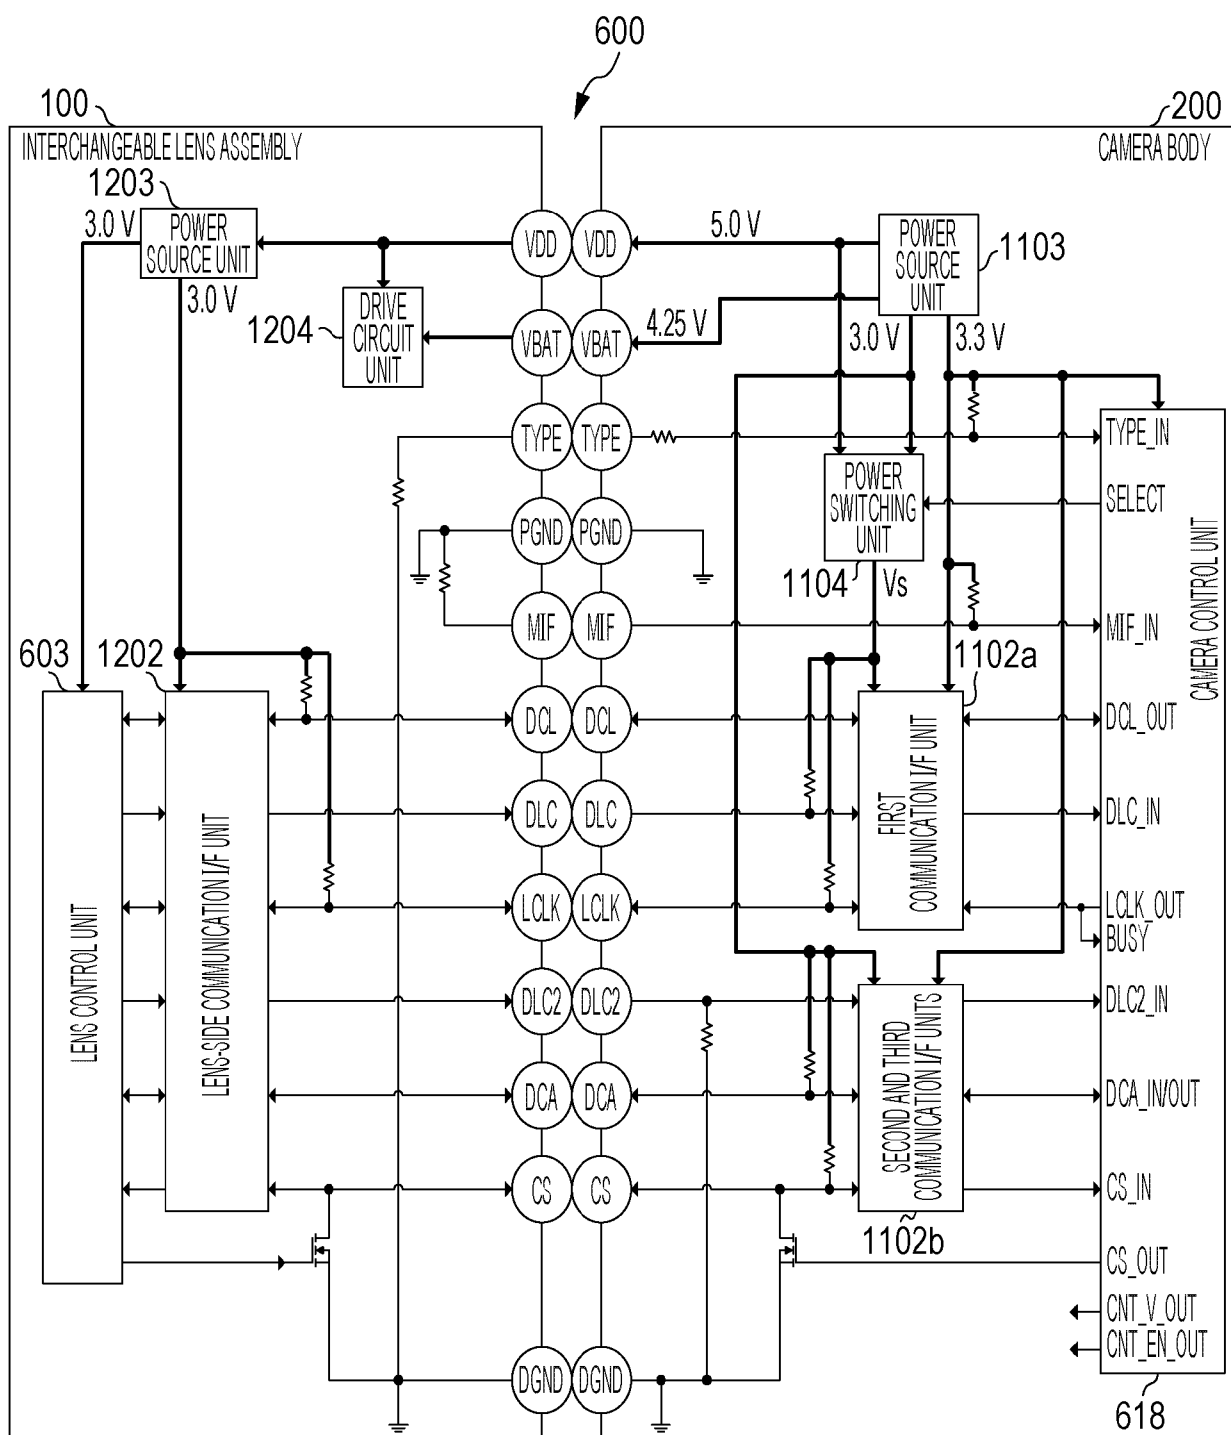 600
100
200
INTERCHANGEABLE LENS ASSEMBLY
CAMERA BODY
1203
3.0 V
POWER
SOURCE UNIT
3.0 V
1204
DRIVE
CIRCUIT
UNIT
VDD
VDD
5.0 V
POWER
SOURCE
UNIT
1103
VBAT
VBAT
4.25 V
3.0 V
3.3 V
TYPE
TYPE
TYPE_IN
POWER
SWITCHING
UNIT
SELECT
PGND
PGND
1104
Vs
CAMERA CONTROL UNIT
MIF
MIF
MIF_IN
603
1202
1102a
DCL
DCL
DCL_OUT
DLC
DLC
FIRST
COMMUNICATION I/F UNIT
DLC_IN
LENS CONTROL UNIT
LENS-SIDE COMMUNICATION I/F UNIT
LCLK
LCLK
LCLK_OUT
BUSY
DLC2
DLC2
DLC2_IN
SECOND AND THIRD
COMMUNICATION I/F UNITS
DCA
DCA
DCA_IN/OUT
CS
CS
CS_IN
1102b
CS_OUT
CNT_V_OUT
CNT_EN_OUT
DGND
DGND
618